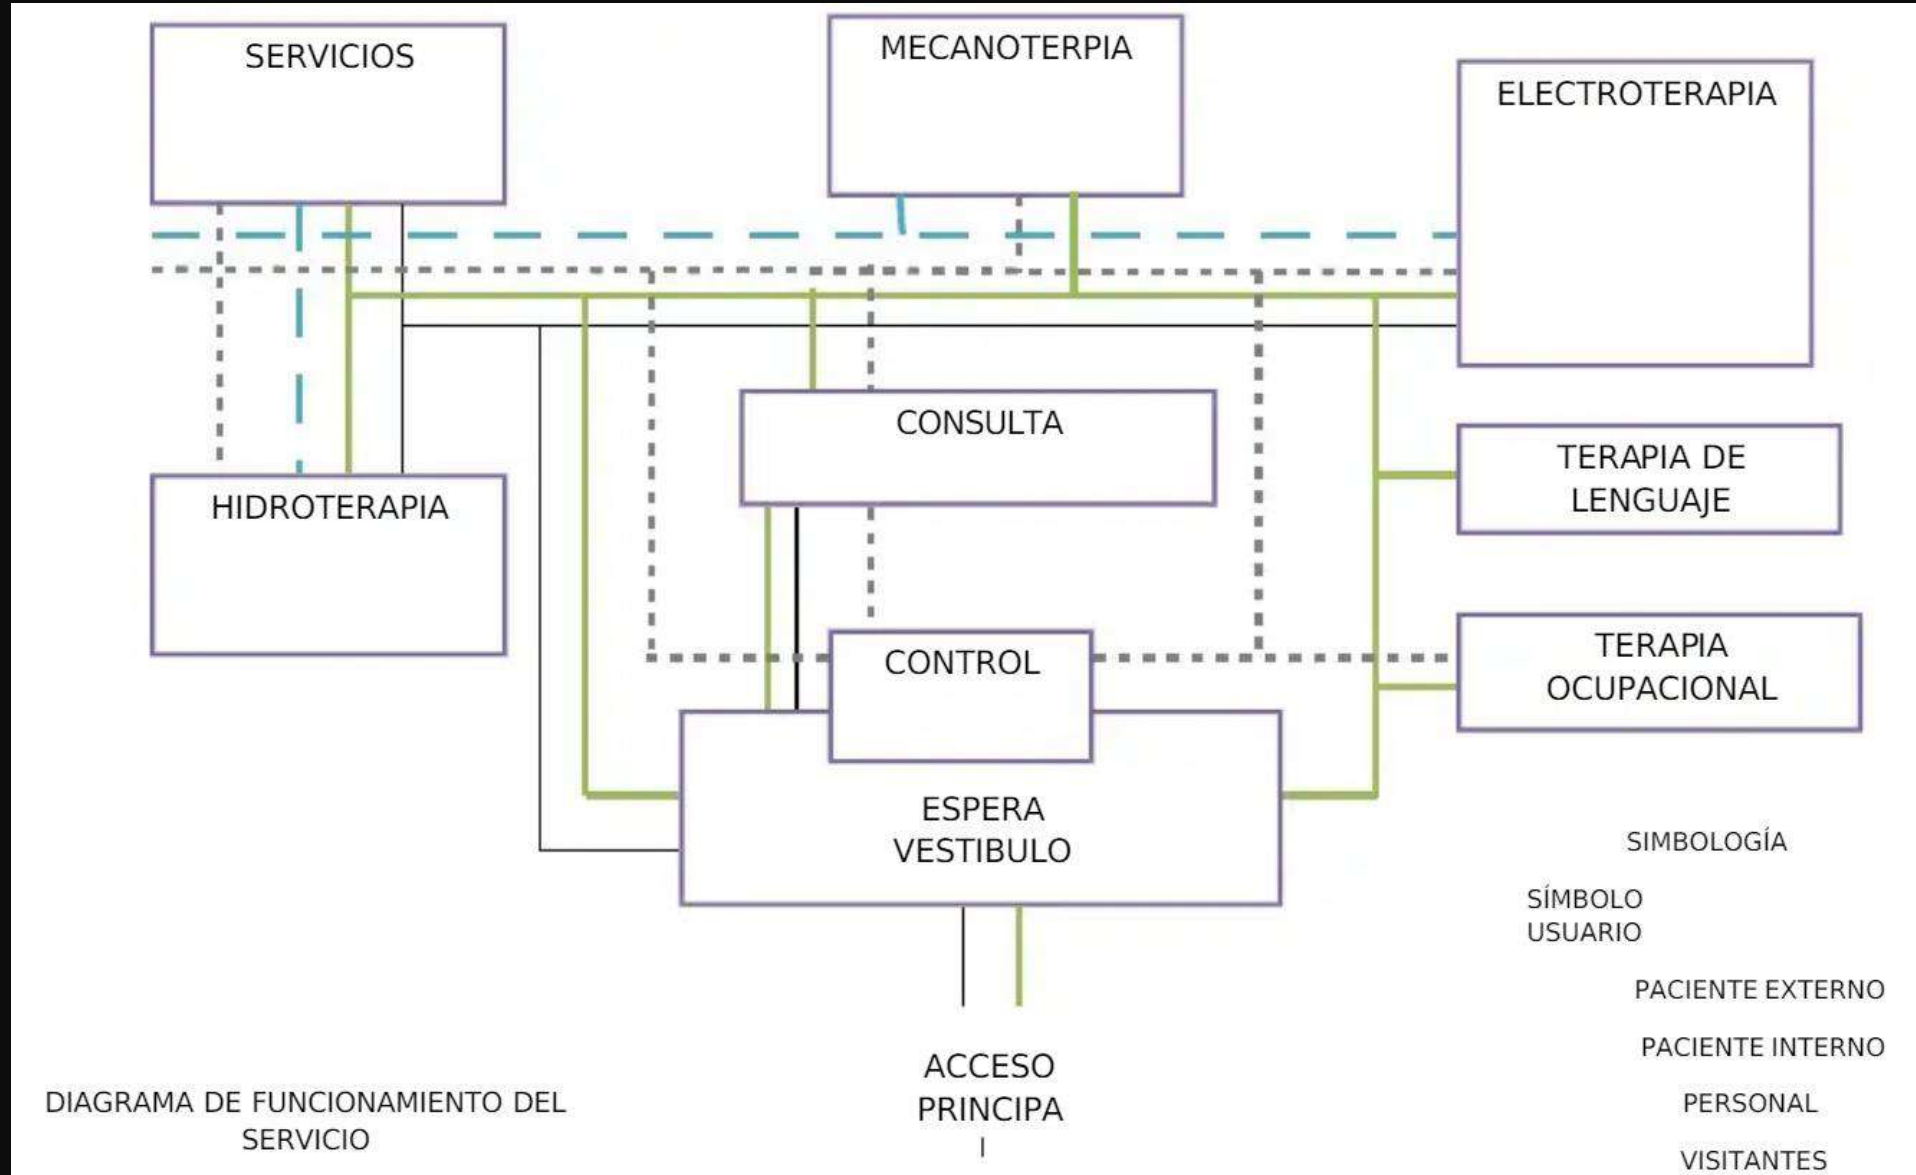 SERVICIOS
MECANOTERPIA
ELECTROTERAPIA
CONSULTA
TERAPIA DE
LENGUAJE
HIDROTERAPIA
TERAPIA
OCUPACIONAL
CONTROL
ESPERA
VESTIBULO
SIMBOLOGÍA
SÍMBOLO
USUARIO
PACIENTE EXTERNO
PACIENTE INTERNO
PERSONAL
VISITANTES
ACCESO
PRINCIPA
l
DIAGRAMA DE FUNCIONAMIENTO DEL
SERVICIO